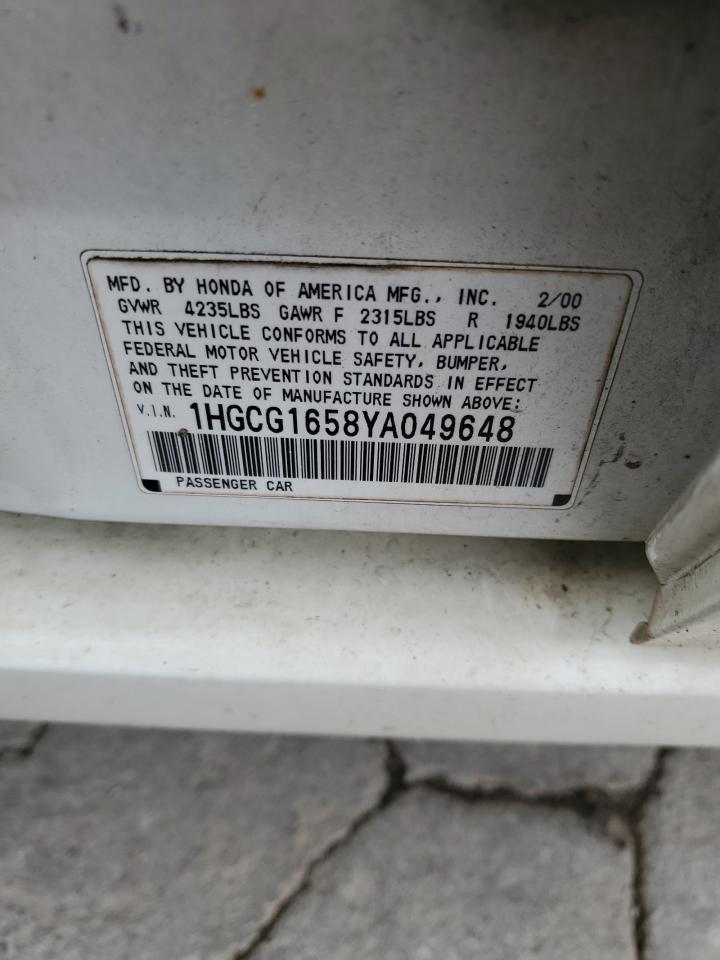 MFD. BY HONDA OF AMERICA MFG., INC. 2/00
GVWR 4235LBS GAWR F 2315LBS R 1940LBS
THIS VEHICLE CONFORMS TO ALL APPLICABLE
FEDERAL MOTOR VEHICLE SAFETY, BUMPER,
AND THEFT PREVENTION STANDARDS IN EFFECT
ON THE DATE OF MANUFACTURE SHOWN ABOVE:
V.I.N. 1HGCG1658YA049648
PASSENGER CAR